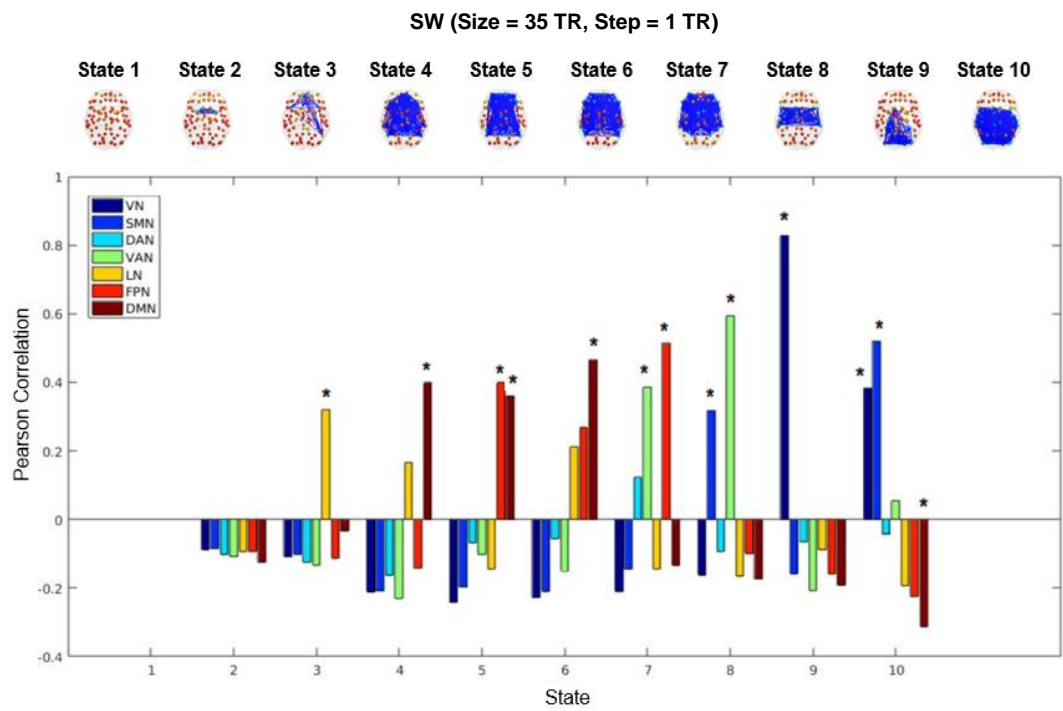 SW (Size = 35 TR, Step = 1 TR)
State 1 State 2 State 3 State 4 State 5 State 6 State 7 State 8 State 9 State 10
1
0.8
0.6
0.4
0.2
0
-0.2
-0.4
Pearson Correlation
VN
SMN
DAN
VAN
LN
FPN
DMN
* * * * * * * * * * * * *
1 2 3 4 5 6 7 8 9 10
State